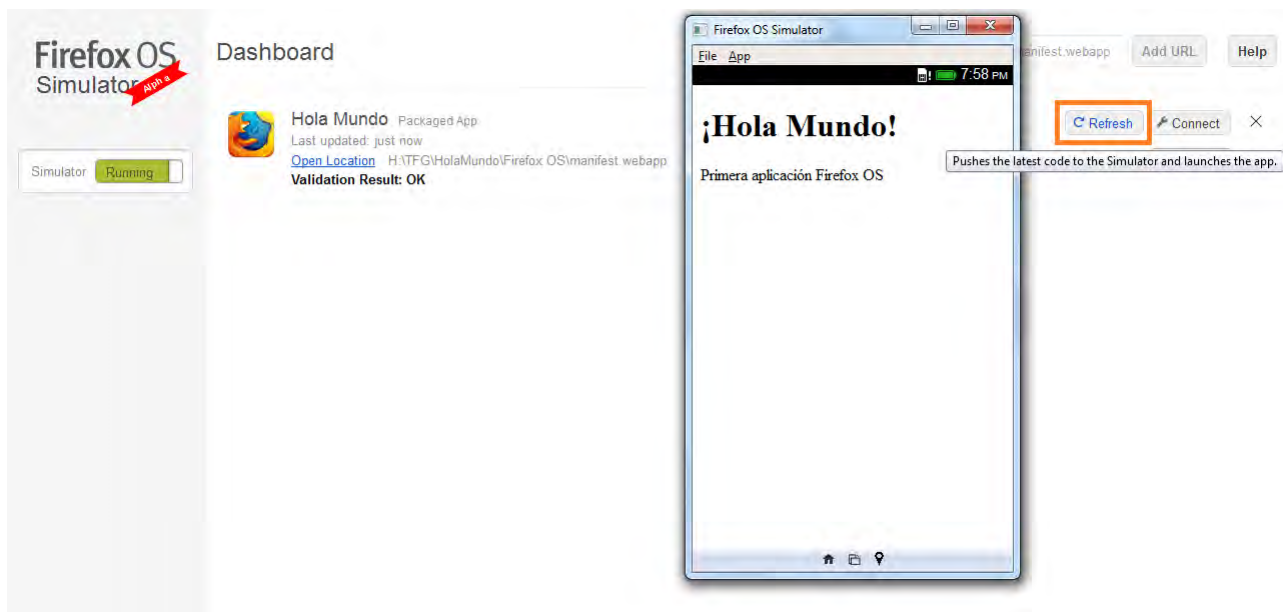 Firefox OS
Simulator
Alpha
Simulator Running
Dashboard
Hola Mundo Packaged App
Last updated: just now
Open Location H:\TFG\HolaMundo\Firefox OS\manifest.webapp
Validation Result: OK
Firefox OS Simulator
File App
7:58 PM
¡Hola Mundo!
Primera aplicación Firefox OS
manifest.webapp Add URL Help
Refresh Connect
Pushes the latest code to the Simulator and launches the app.